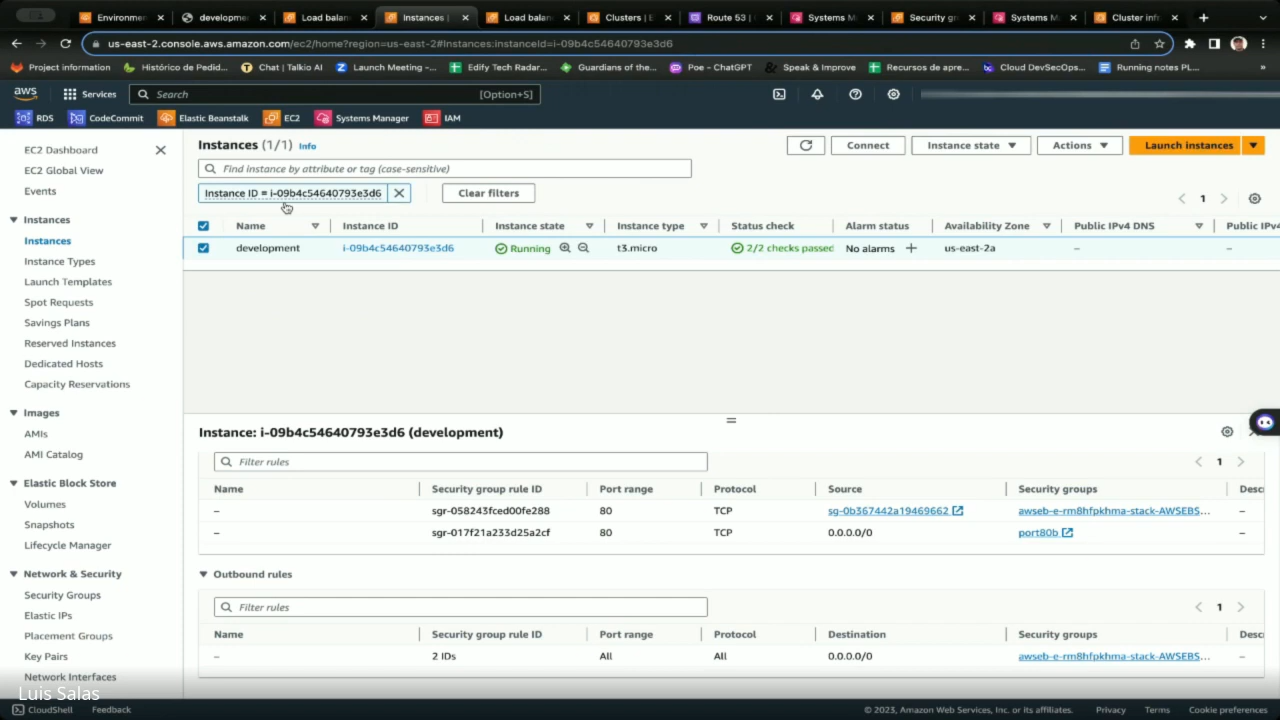 Environmen
developmen
Load balan
Instances |
Load balan
Clusters | E
Route 53 |
Systems M
Security gr
Systems M
Cluster infr
us-east-2.console.aws.amazon.com/ec2/home?region=us-east-2#Instances:instanceId=i-09b4c54640793e3d6
Project information
Histórico de Pedid...
Chat | Talkio AI
Launch Meeting -...
Edify Tech Radar...
Guardians of the...
Poe - ChatGPT
Speak & Improve
Recursos de apre...
Cloud DevSecOps...
Running notes PL...
»
aws
Services
Search
[Option+S]
RDS
CodeCommit
Elastic Beanstalk
EC2
Systems Manager
IAM
EC2 Dashboard
EC2 Global View
Events
Instances
Instances
Instance Types
Launch Templates
Spot Requests
Savings Plans
Reserved Instances
Dedicated Hosts
Capacity Reservations
Images
AMIs
AMI Catalog
Elastic Block Store
Volumes
Snapshots
Lifecycle Manager
Network & Security
Security Groups
Elastic IPs
Placement Groups
Key Pairs
Network Interfaces
Instances (1/1) Info
Connect
Instance state
Actions
Launch instances
Find instance by attribute or tag (case-sensitive)
Instance ID = i-09b4c54640793e3d6
Clear filters
1
Name Instance ID Instance state Instance type Status check Alarm status Availability Zone Public IPv4 DNS Public IPv4
development i-09b4c54640793e3d6 Running t3.micro 2/2 checks passed No alarms + us-east-2a – –
Instance: i-09b4c54640793e3d6 (development)
Filter rules
1
Name Security group rule ID Port range Protocol Source Security groups Desc
– sgr-058243fced00fe288 80 TCP sg-0b367442a19469662 awseb-e-rm8hfpkhma-stack-AWSEBS... –
– sgr-017f21a233d25a2cf 80 TCP 0.0.0.0/0 port80b –
Outbound rules
Filter rules
1
Name Security group rule ID Port range Protocol Destination Security groups Desc
– 2 IDs All All 0.0.0.0/0 awseb-e-rm8hfpkhma-stack-AWSEBS... –
Luis Salas
CloudShell
Feedback
© 2023, Amazon Web Services, Inc. or its affiliates.
Privacy
Terms
Cookie preferences